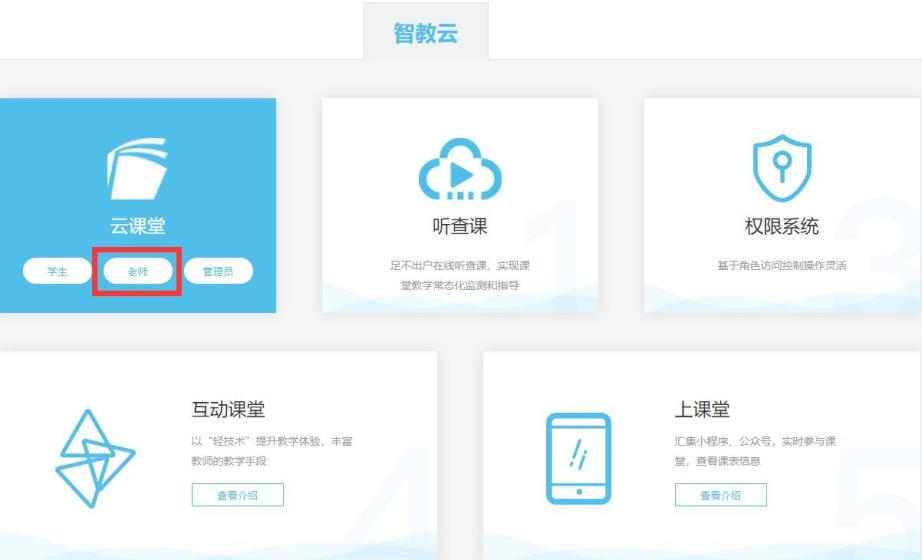 智教云
云课堂
学生 老师 管理员
听查课
足不出户在线听查课，实现课
堂教学常态化监测和指导
1
权限系统
基于角色访问控制操作灵活
3
互动课堂
以“轻技术”提升教学体验，丰富
教师的教学手段
查看介绍
4
上课堂
汇集小程序、公众号，实时参与课
堂，查看课表信息
查看介绍
5